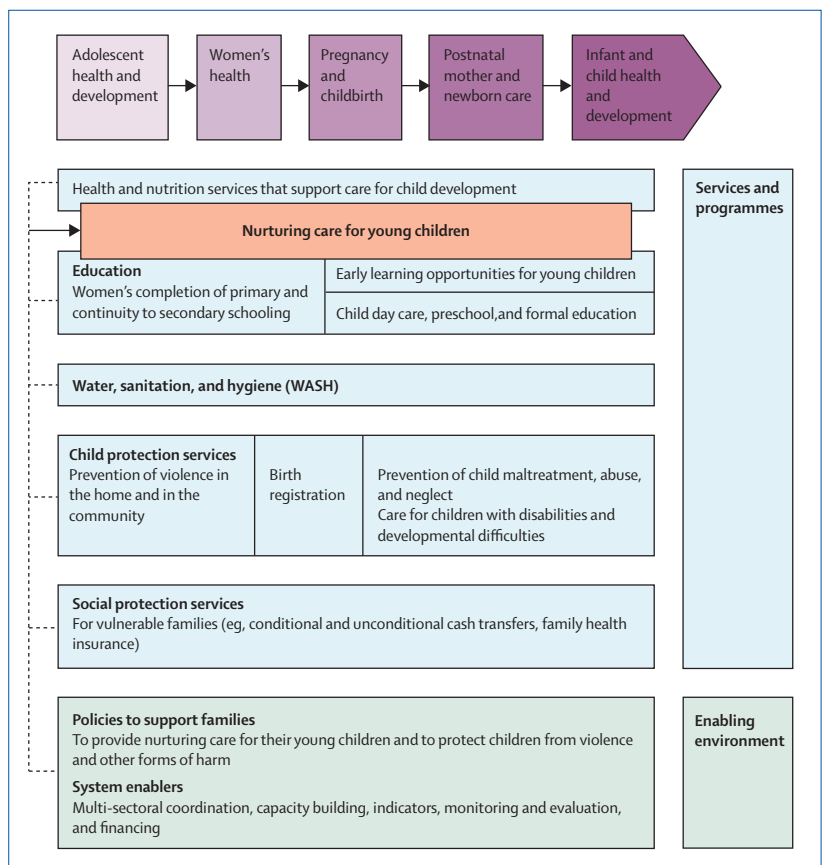 Adolescent
health and
development
Women's
health
Pregnancy
and
childbirth
Postnatal
mother and
newborn care
Infant and
child health
and
development
Health and nutrition services that support care for child development
Services and
programmes
Nurturing care for young children
Education
Women's completion of primary and
continuity to secondary schooling
Early learning opportunities for young children
Child day care, preschool,and formal education
Water, sanitation, and hygiene (WASH)
Child protection services
Prevention of violence in
the home and in the
community
Birth
registration
Prevention of child maltreatment, abuse,
and neglect
Care for children with disabilities and
developmental difficulties
Social protection services
For vulnerable families (eg, conditional and unconditional cash transfers, family health
insurance)
Policies to support families
To provide nurturing care for their young children and to protect children from violence
and other forms of harm
System enablers
Multi-sectoral coordination, capacity building, indicators, monitoring and evaluation,
and financing
Enabling
environment